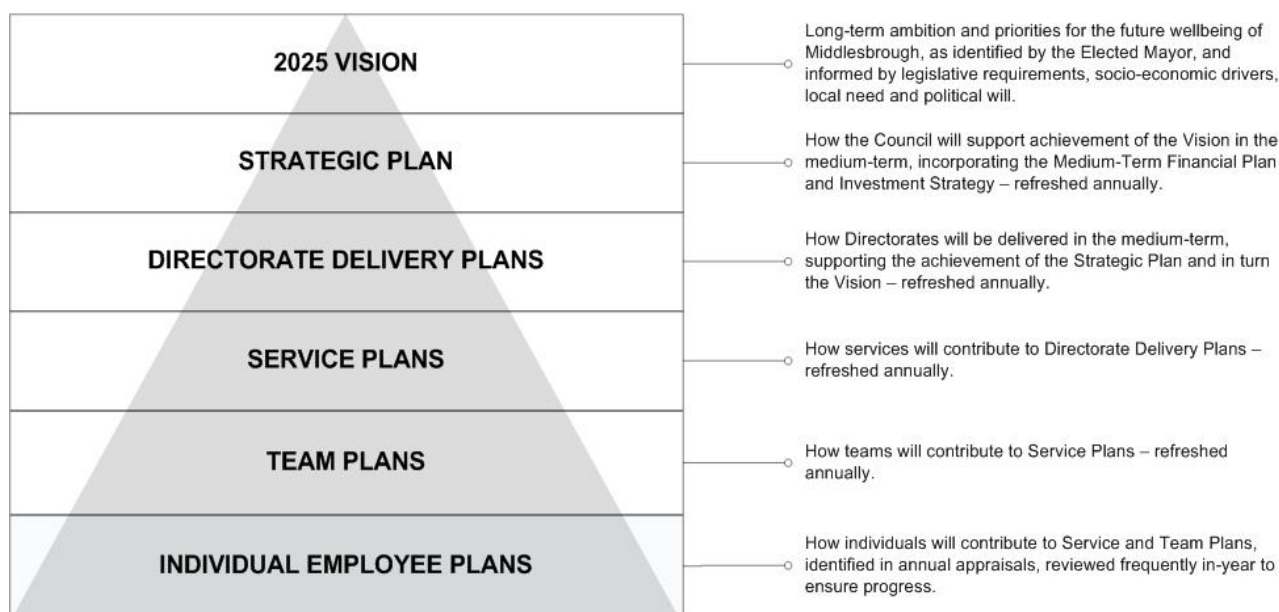 2025 VISION
Long-term ambition and priorities for the future wellbeing of
Middlesbrough, as identified by the Elected Mayor, and
informed by legislative requirements, socio-economic drivers,
local need and political will.
STRATEGIC PLAN
How the Council will support achievement of the Vision in the
medium-term, incorporating the Medium-Term Financial Plan
and Investment Strategy – refreshed annually.
DIRECTORATE DELIVERY PLANS
How Directorates will be delivered in the medium-term,
supporting the achievement of the Strategic Plan and in turn
the Vision – refreshed annually.
SERVICE PLANS
How services will contribute to Directorate Delivery Plans –
refreshed annually.
TEAM PLANS
How teams will contribute to Service Plans – refreshed
annually.
INDIVIDUAL EMPLOYEE PLANS
How individuals will contribute to Service and Team Plans,
identified in annual appraisals, reviewed frequently in-year to
ensure progress.